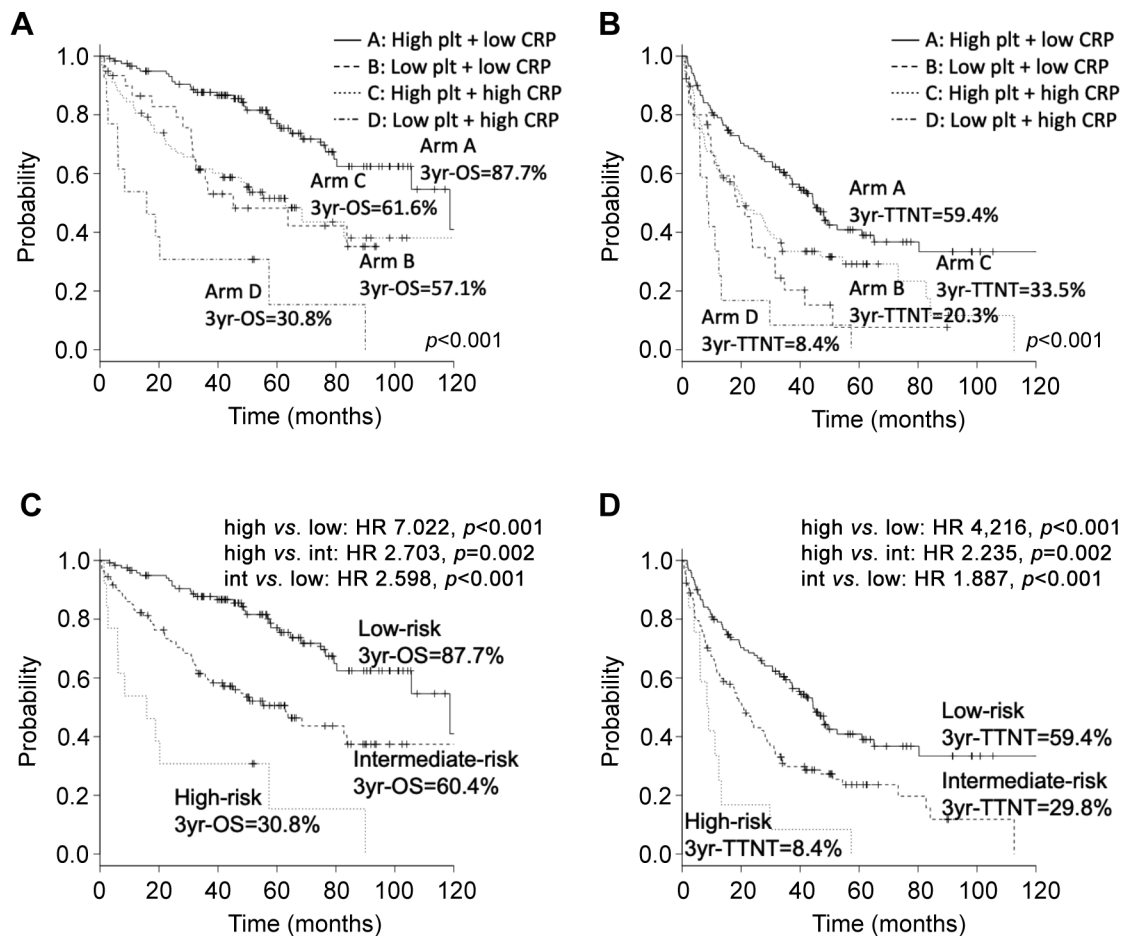 A
A: High plt + low CRP
B: Low plt + low CRP
C: High plt + high CRP
D: Low plt + high CRP
Probability
1.0
0.8
0.6
0.4
0.2
0.0
Arm A
3yr-OS=87.7%
Arm C
3yr-OS=61.6%
Arm B
3yr-OS=57.1%
Arm D
3yr-OS=30.8%
p<0.001
0 20 40 60 80 100 120
Time (months)
B
A: High plt + low CRP
B: Low plt + low CRP
C: High plt + high CRP
D: Low plt + high CRP
Probability
1.0
0.8
0.6
0.4
0.2
0.0
Arm A
3yr-TTNT=59.4%
Arm C
3yr-TTNT=33.5%
Arm B
3yr-TTNT=20.3%
Arm D
3yr-TTNT=8.4%
p<0.001
0 20 40 60 80 100 120
Time (months)
C
high vs. low: HR 7.022, p<0.001
high vs. int: HR 2.703, p=0.002
int vs. low: HR 2.598, p<0.001
Probability
1.0
0.8
0.6
0.4
0.2
0.0
Low-risk
3yr-OS=87.7%
Intermediate-risk
3yr-OS=60.4%
High-risk
3yr-OS=30.8%
0 20 40 60 80 100 120
Time (months)
D
high vs. low: HR 4,216, p<0.001
high vs. int: HR 2.235, p=0.002
int vs. low: HR 1.887, p<0.001
Probability
1.0
0.8
0.6
0.4
0.2
0.0
Low-risk
3yr-TTNT=59.4%
Intermediate-risk
3yr-TTNT=29.8%
High-risk
3yr-TTNT=8.4%
0 20 40 60 80 100 120
Time (months)